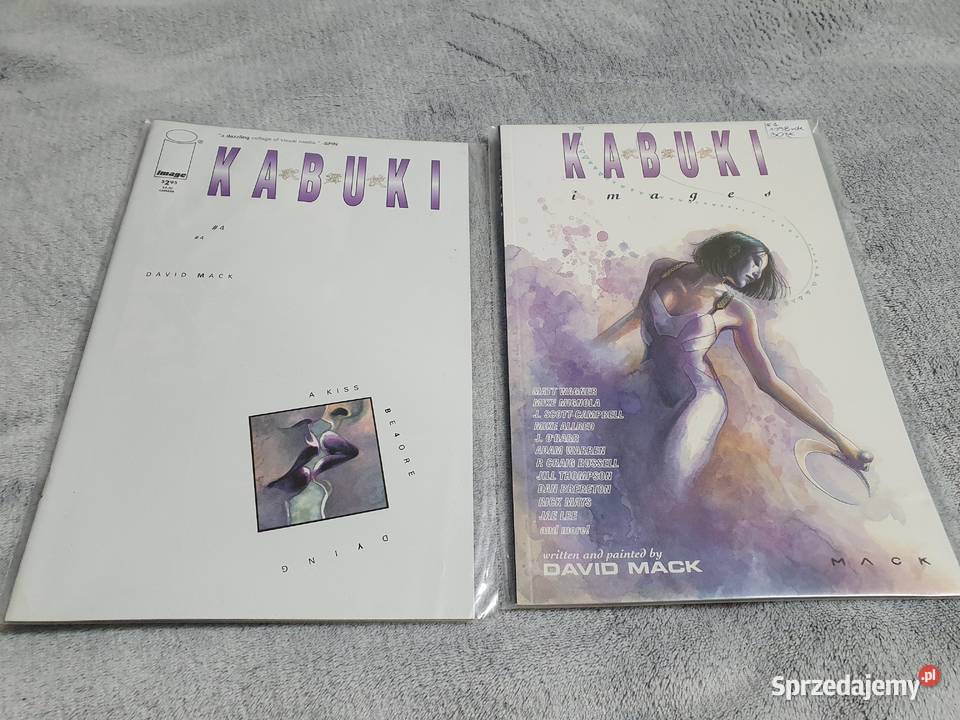 "a dazzling collage of visual media." -SPIN
image
$2.95
KABUKI
#4
#4
DAVID MACK
A KISS
BE4ORE
DYING
KABUKI
images
MATT WAGNER
MIKE MIGNOLA
J. SCOTT CAMPBELL
MIKE ALLRED
J. O'BARR
ADAM WARREN
P. CRAIG RUSSELL
JILL THOMPSON
DAN BRERETON
RICK MAYS
JAE LEE
and more!
written and painted by
DAVID MACK
MACK
Sprzedajemy.pl